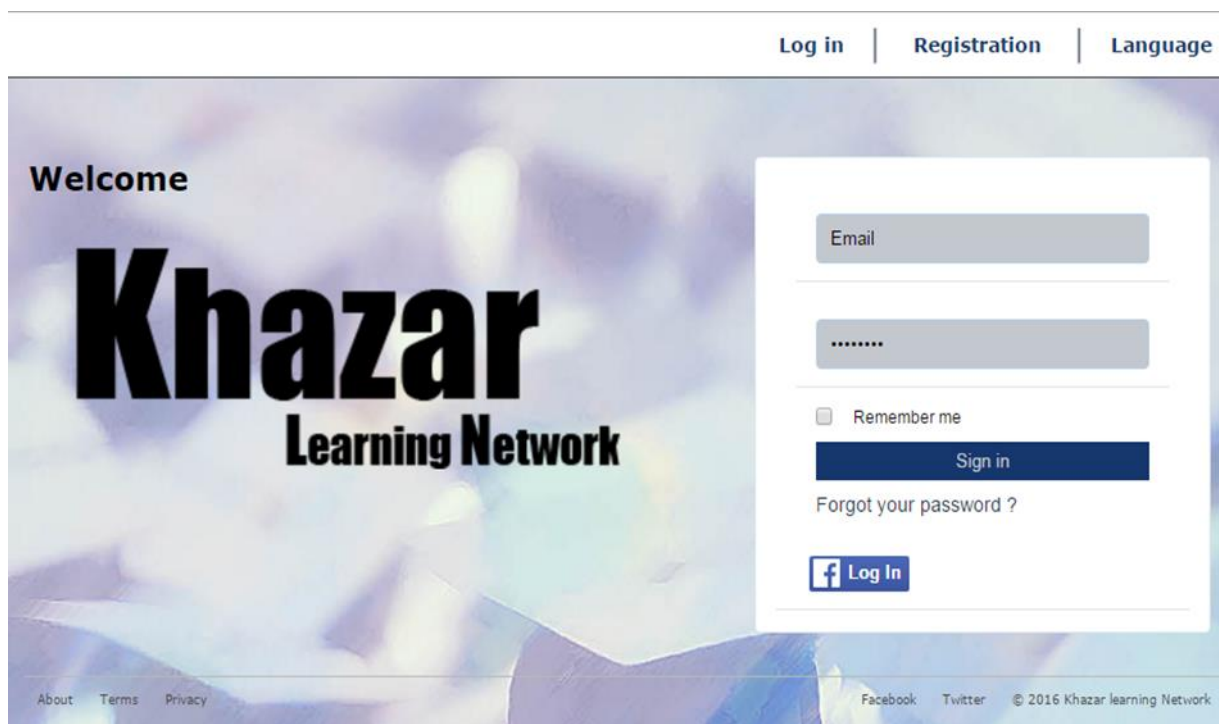 Log in Registration Language
Welcome
Khazar
Learning Network
Email
••••••••
Remember me
Sign in
Forgot your password ?
f Log In
About Terms Privacy Facebook Twitter © 2016 Khazar learning Network